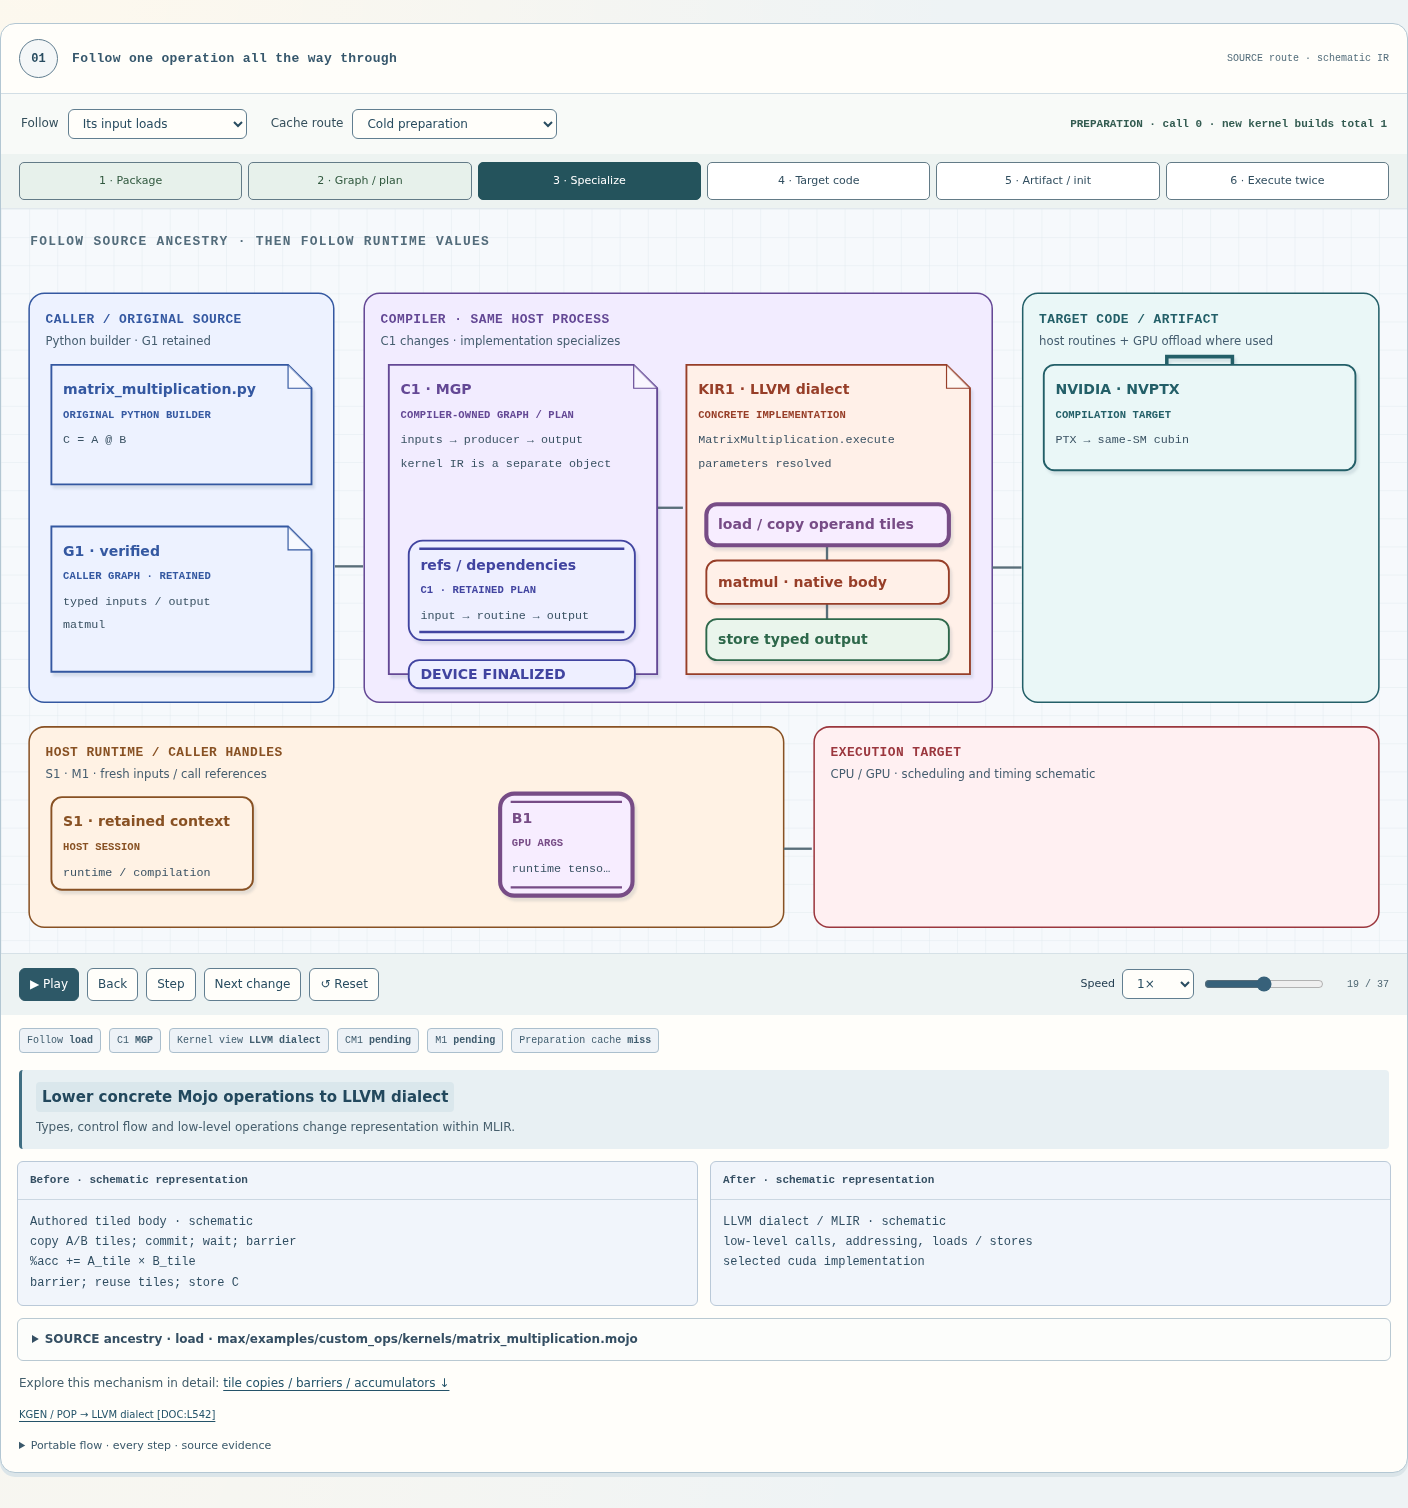 01
Follow one operation all the way through
SOURCE route · schematic IR
Follow
Its input loads
Cache route
Cold preparation
PREPARATION · call 0 · new kernel builds total 1
1 · Package
2 · Graph / plan
3 · Specialize
4 · Target code
5 · Artifact / init
6 · Execute twice
FOLLOW SOURCE ANCESTRY · THEN FOLLOW RUNTIME VALUES
CALLER / ORIGINAL SOURCE
Python builder · G1 retained
matrix_multiplication.py
ORIGINAL PYTHON BUILDER
C = A @ B
G1 · verified
CALLER GRAPH · RETAINED
typed inputs / output
matmul
COMPILER · SAME HOST PROCESS
C1 changes · implementation specializes
C1 · MGP
COMPILER-OWNED GRAPH / PLAN
inputs → producer → output
kernel IR is a separate object
refs / dependencies
C1 · RETAINED PLAN
input → routine → output
DEVICE FINALIZED
KIR1 · LLVM dialect
CONCRETE IMPLEMENTATION
MatrixMultiplication.execute
parameters resolved
load / copy operand tiles
matmul · native body
store typed output
TARGET CODE / ARTIFACT
host routines + GPU offload where used
NVIDIA · NVPTX
COMPILATION TARGET
PTX → same-SM cubin
HOST RUNTIME / CALLER HANDLES
S1 · M1 · fresh inputs / call references
S1 · retained context
HOST SESSION
runtime / compilation
B1
GPU ARGS
runtime tenso…
EXECUTION TARGET
CPU / GPU · scheduling and timing schematic
▶ Play
Back
Step
Next change
↺ Reset
Speed
1×
19 / 37
Follow load
C1 MGP
Kernel view LLVM dialect
CM1 pending
M1 pending
Preparation cache miss
Lower concrete Mojo operations to LLVM dialect
Types, control flow and low-level operations change representation within MLIR.
Before · schematic representation
Authored tiled body · schematic
copy A/B tiles; commit; wait; barrier
%acc += A_tile × B_tile
barrier; reuse tiles; store C
After · schematic representation
LLVM dialect / MLIR · schematic
low-level calls, addressing, loads / stores
selected cuda implementation
▶ SOURCE ancestry · load · max/examples/custom_ops/kernels/matrix_multiplication.mojo
Explore this mechanism in detail: tile copies / barriers / accumulators ↓
KGEN / POP → LLVM dialect [DOC:L542]
▶ Portable flow · every step · source evidence